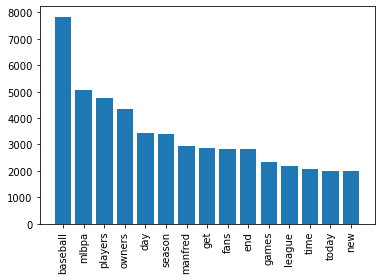 8000
7000
6000
5000
4000
3000
2000
1000
0
baseball
mlbpa
players
owners
day
season
manfred
get
fans
end
games
league
time
today
new